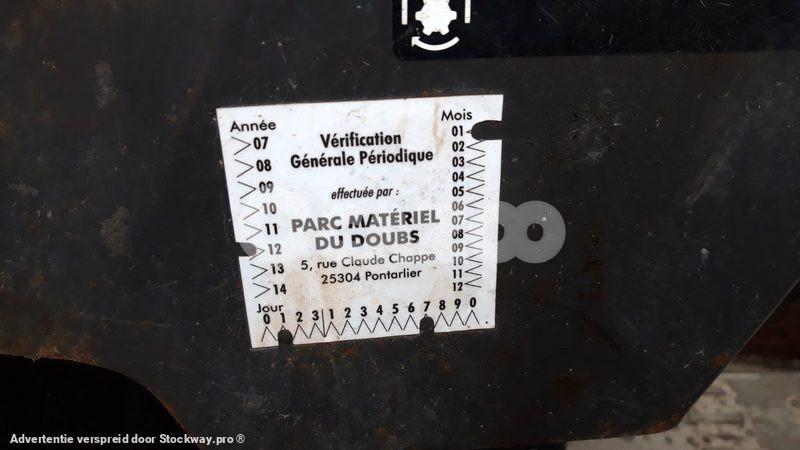 Année
Mois
Vérification
Générale Périodique
effectuée par :
PARC MATÉRIEL
DU DOUBS
5, rue Claude Chappe
25304 Pontarlier
07
08
09
10
11
12
13
14
01
02
03
04
05
06
07
08
09
10
11
12
Jour
0 1 2 3 1 2 3 4 5 6 7 8 9 0
Advertentie verspreid door Stockway.pro ®